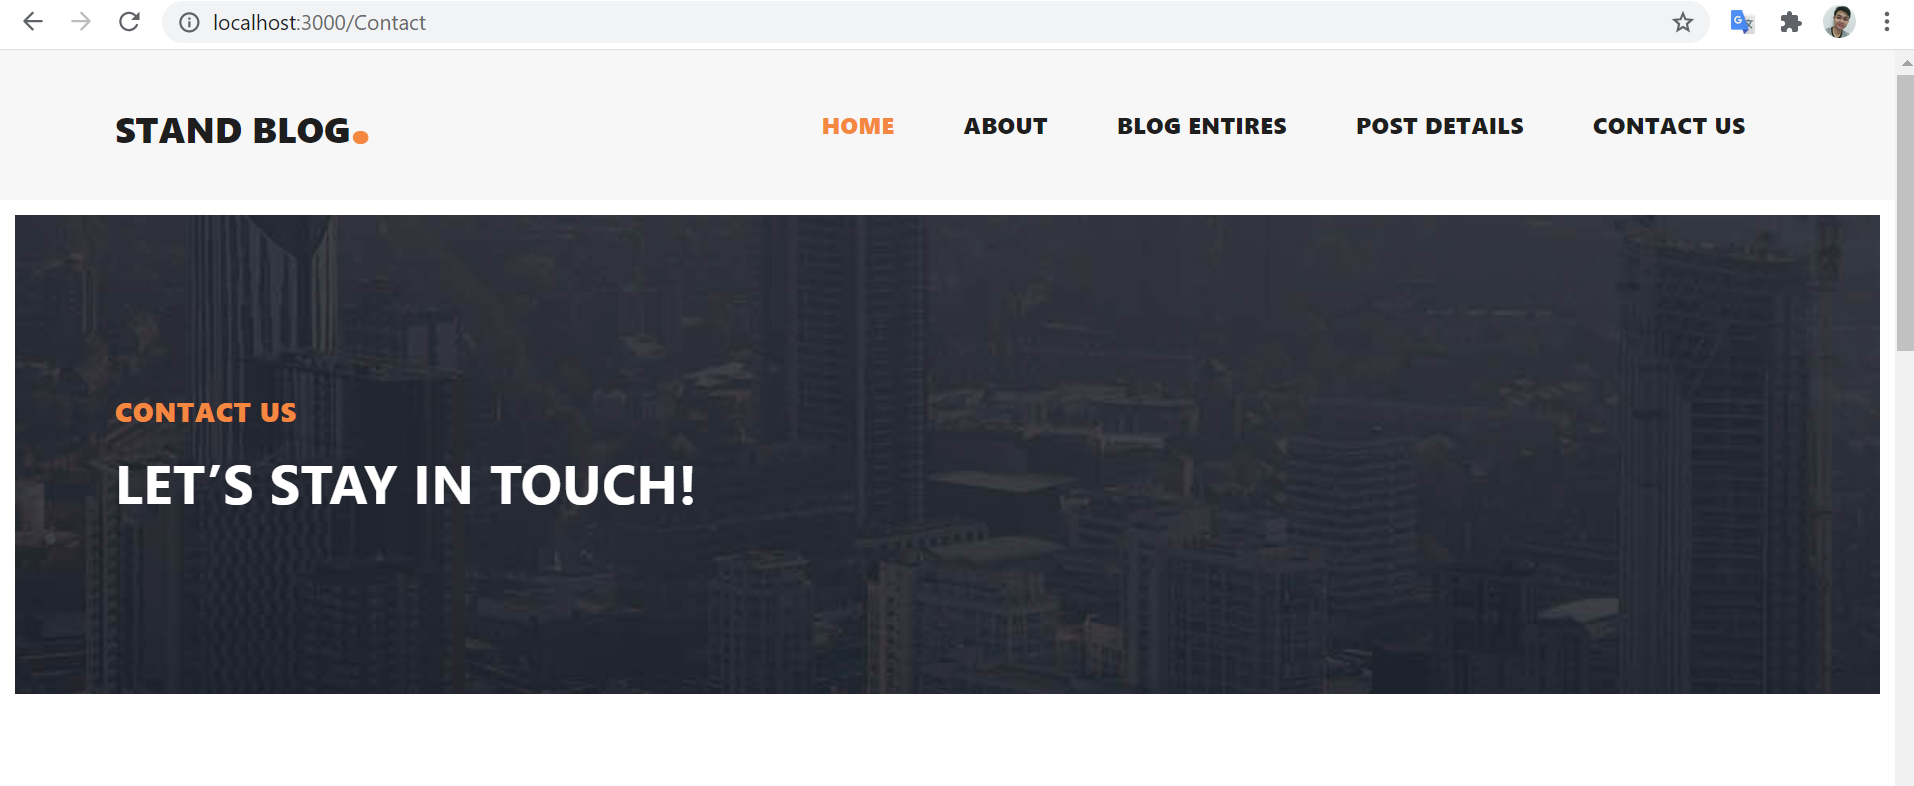 localhost:3000/Contact
STAND BLOG.
HOME ABOUT BLOG ENTIRES POST DETAILS CONTACT US
CONTACT US
LET’S STAY IN TOUCH!